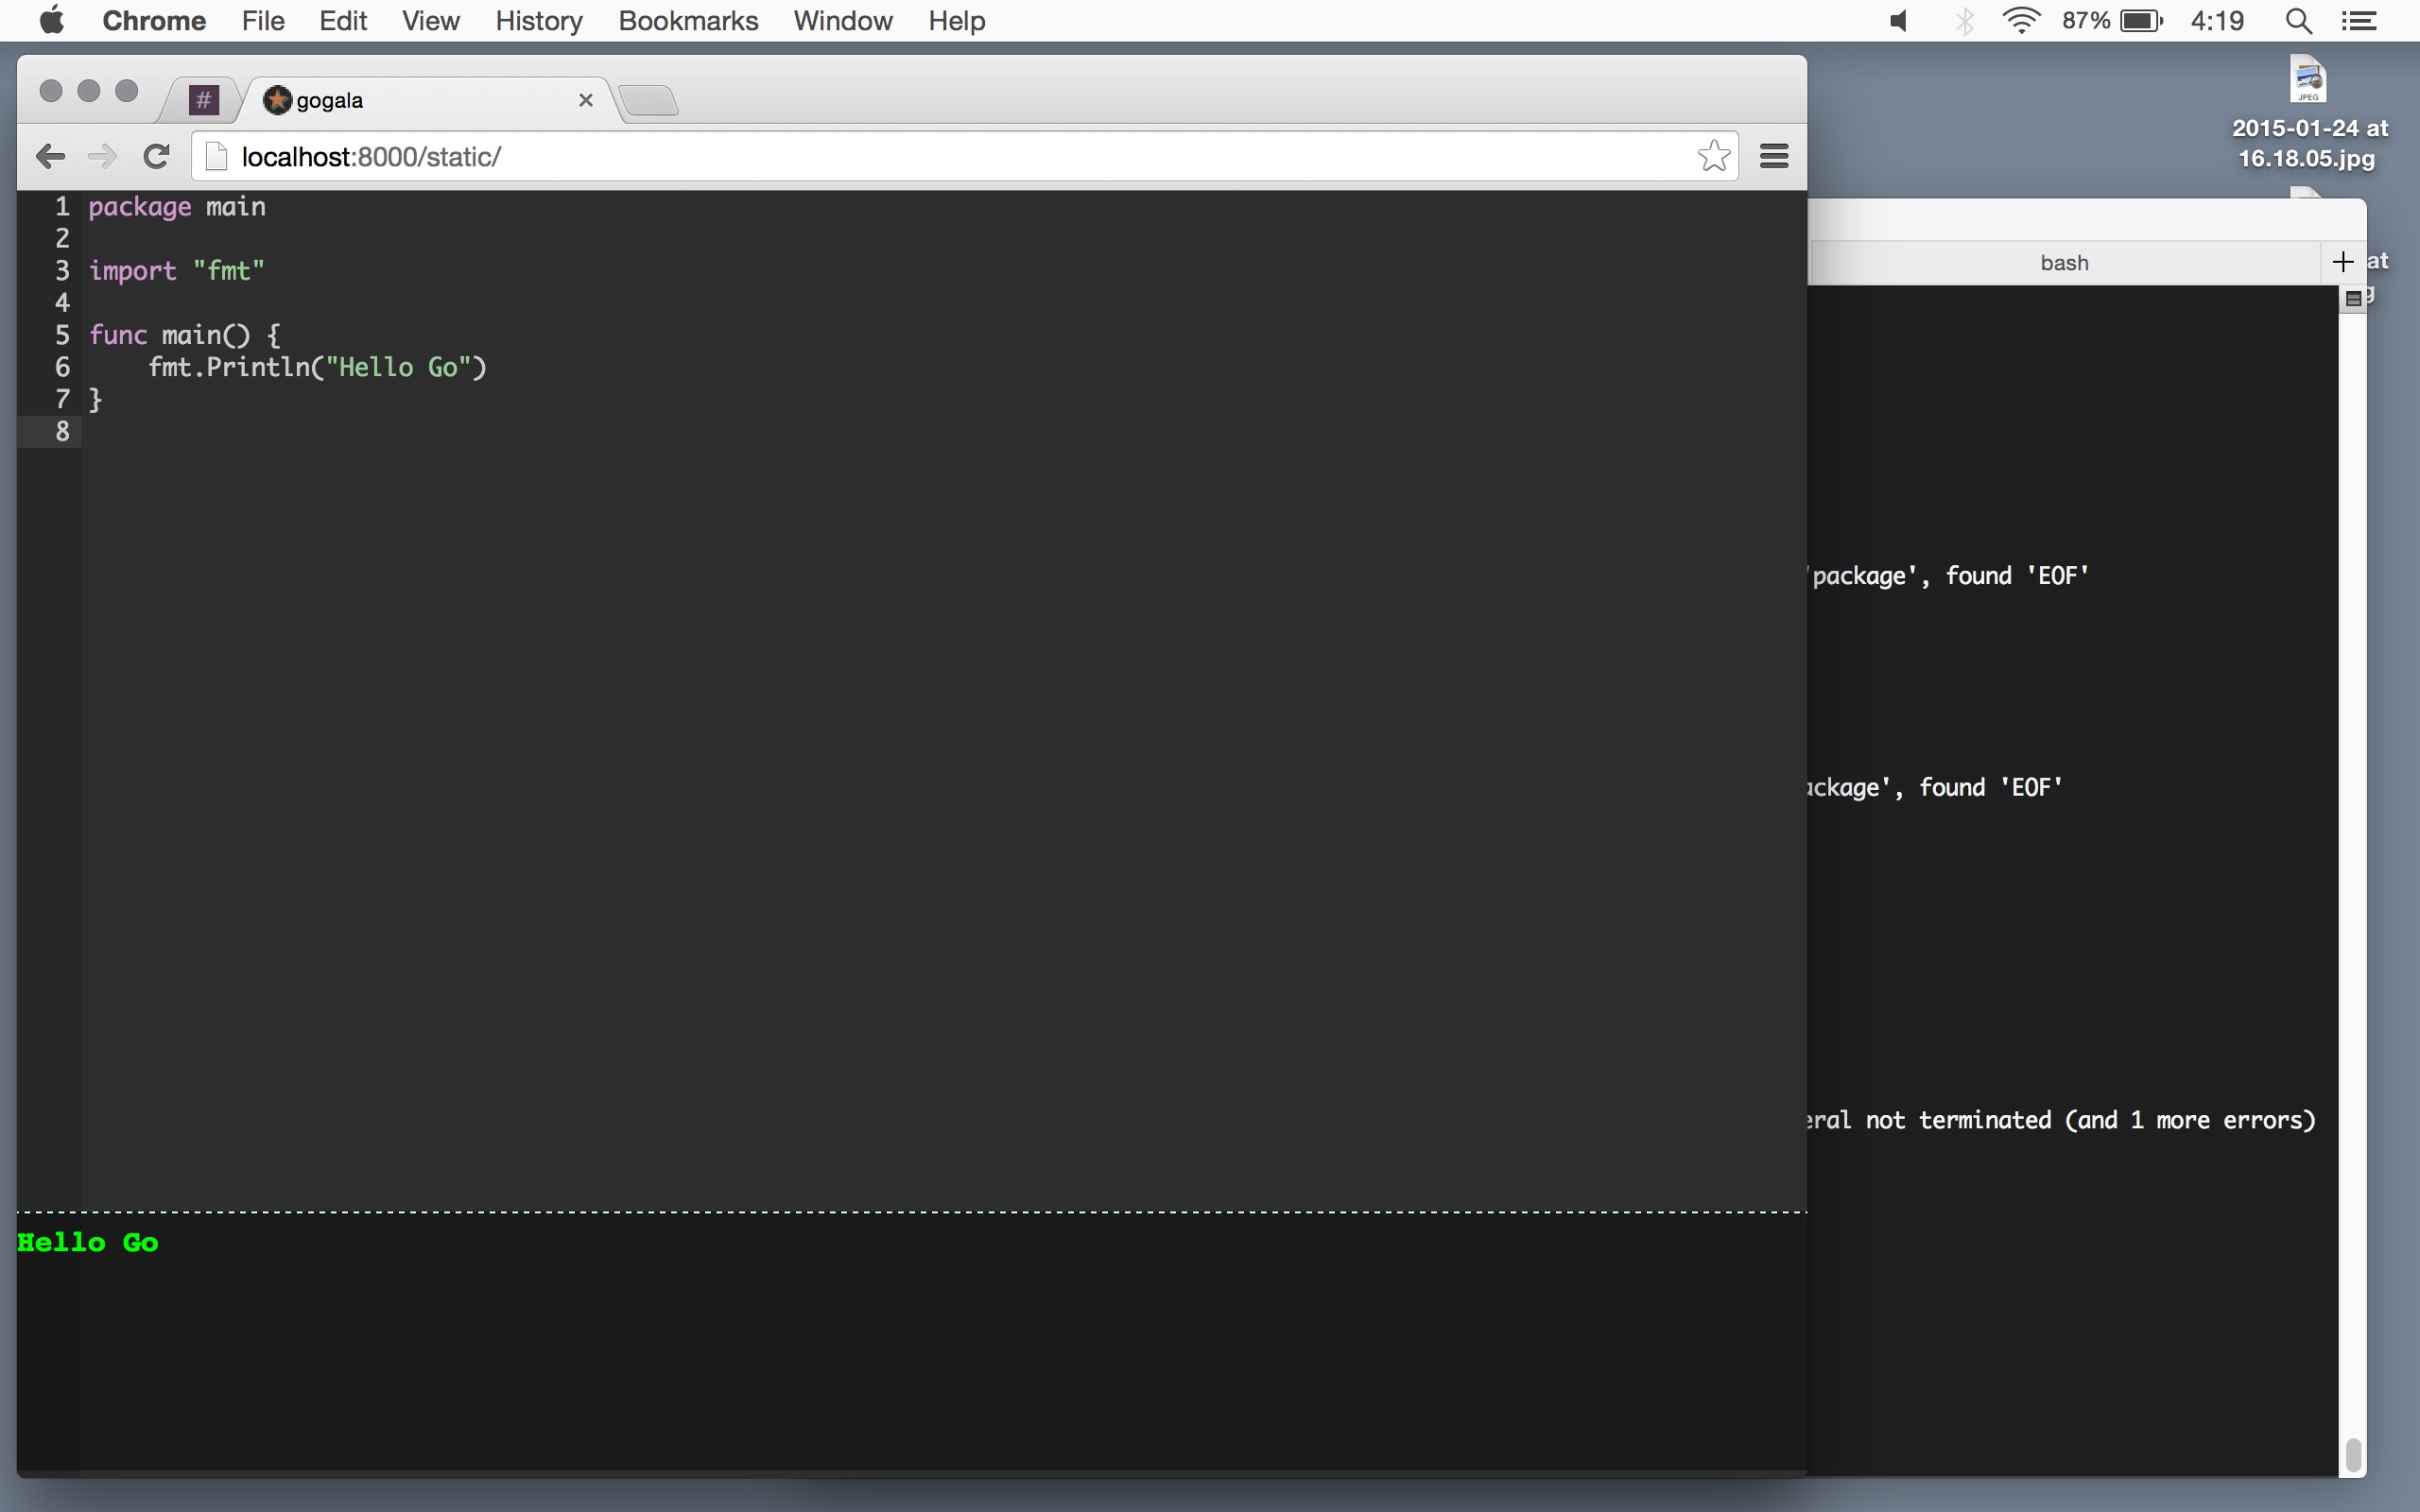 Chrome File Edit View History Bookmarks Window Help 87% 4:19
# gogala
localhost:8000/static/
1 package main
2
3 import "fmt"
4
5 func main() {
6     fmt.Println("Hello Go")
7 }
8
Hello Go
JPEG
2015-01-24 at
16.18.05.jpg
at
g
bash
'package', found 'EOF'
ackage', found 'EOF'
eral not terminated (and 1 more errors)